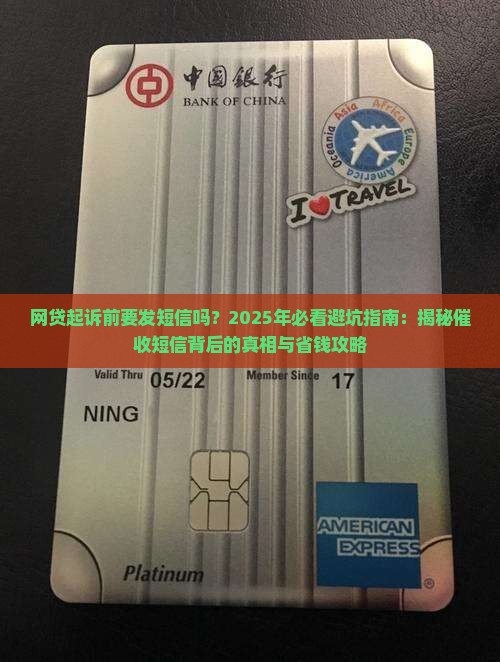 中国銀行
BANK OF CHINA
Oceania Asia Africa Europe America
I TRAVEL
网贷起诉前要发短信吗？2025年必看避坑指南：揭秘催
收短信背后的真相与省钱攻略
Valid Thru 05/22 Member Since 17
NING
AMERICAN
EXPRESS
®
Platinum